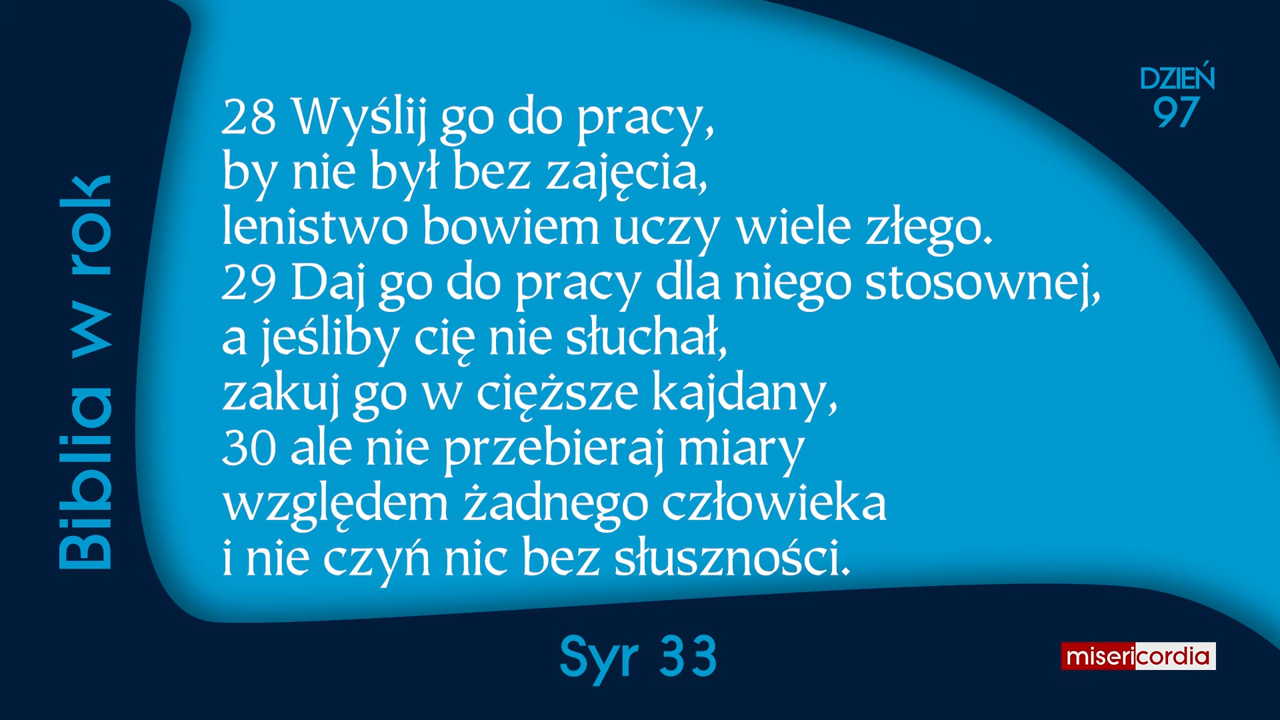 DZIEŃ
97
Biblia w rok
28 Wyślij go do pracy,
by nie był bez zajęcia,
lenistwo bowiem uczy wiele złego.
29 Daj go do pracy dla niego stosownej,
a jeśliby cię nie słuchał,
zakuj go w cięższe kajdany,
30 ale nie przebieraj miary
względem żadnego człowieka
i nie czyń nic bez słuszności.
Syr 33
misericordia